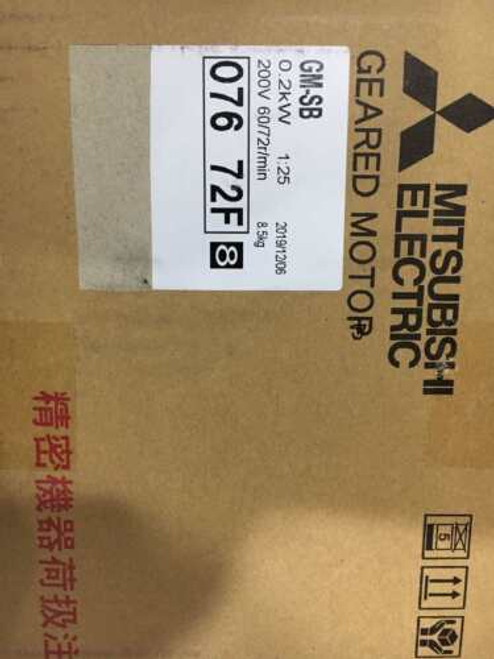 MITSUBISHI
ELECTRIC
GEARED MOTOR
GM-SB
0.2kW 1:25 2019/12/06
200V 60/72r/min 8.5kg
076 72F 8
5
精密機器荷扱注